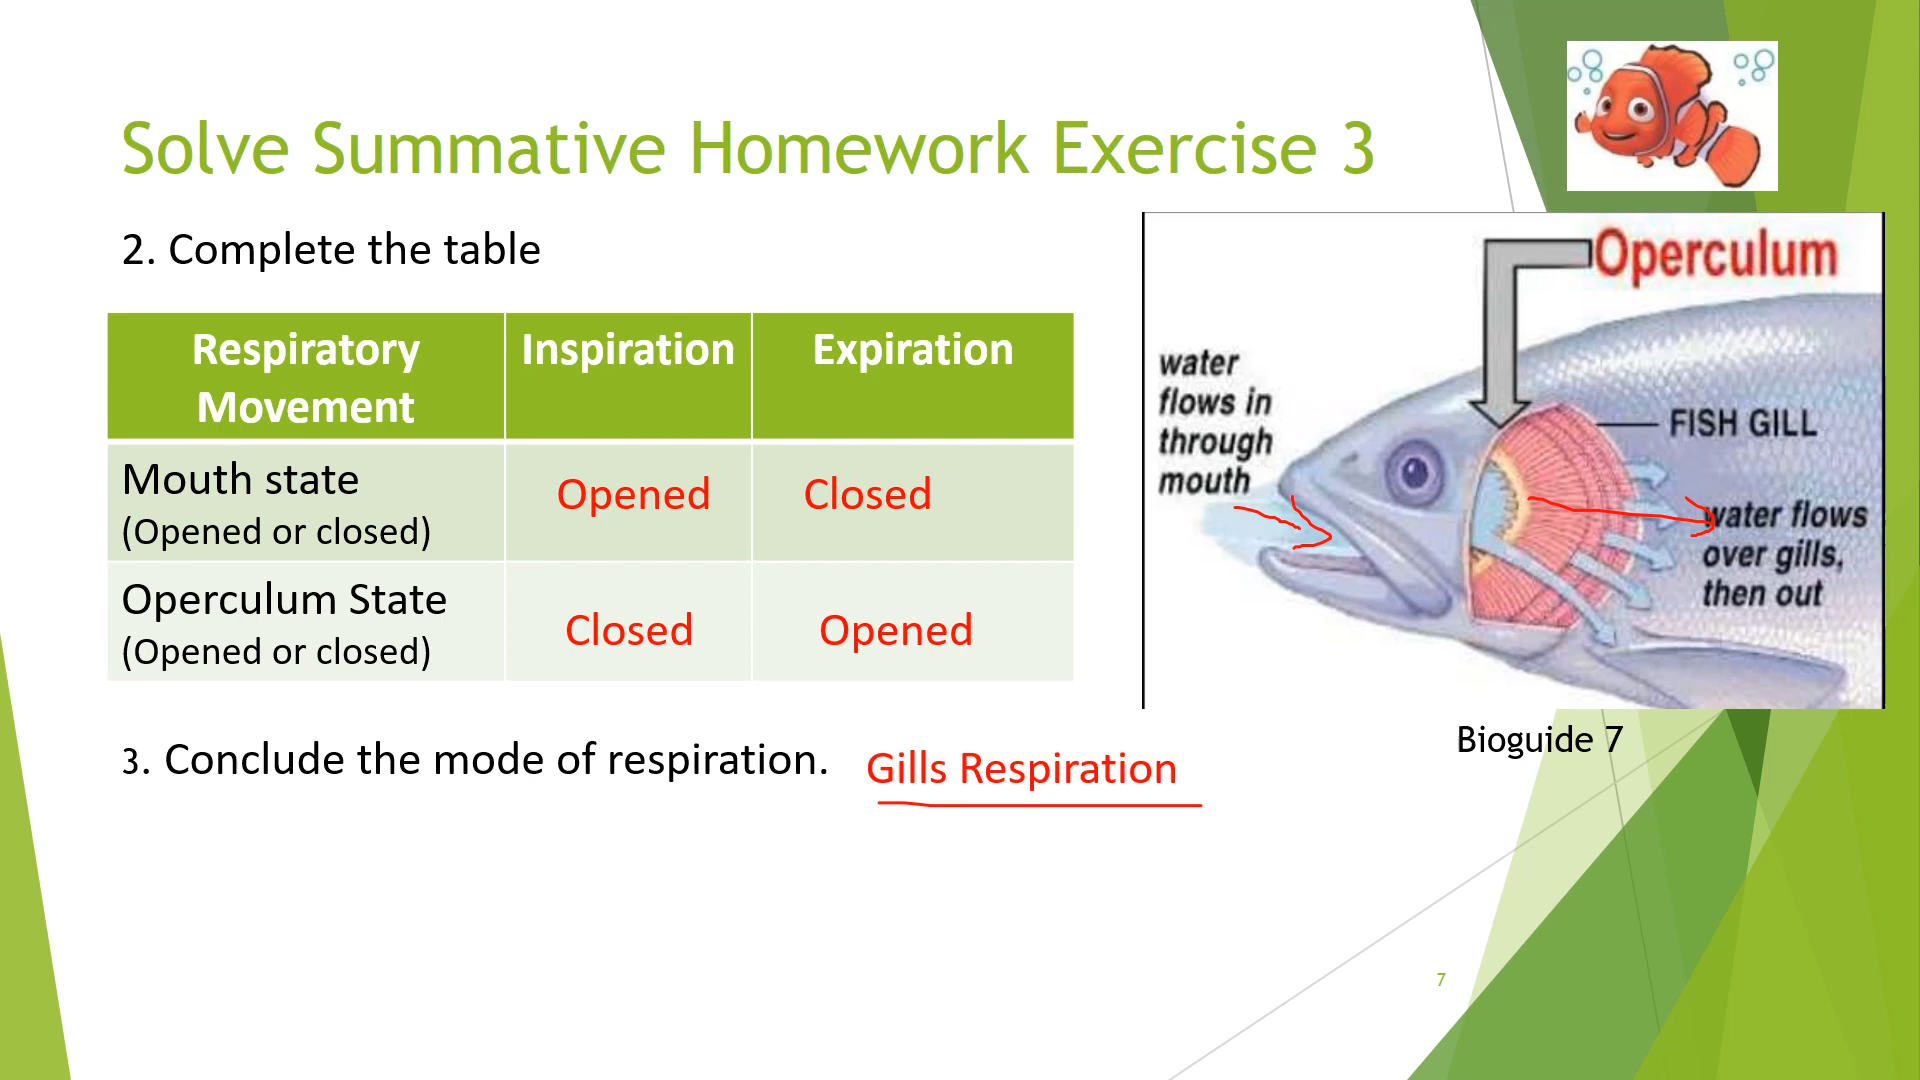 Solve Summative Homework Exercise 3
2. Complete the table
Respiratory
Movement
Inspiration
Expiration
Mouth state
(Opened or closed)
Opened
Closed
Operculum State
(Opened or closed)
Closed
Opened
3. Conclude the mode of respiration.
Gills Respiration
Operculum
water
flows in
through
mouth
FISH GILL
water flows
over gills,
then out
Bioguide 7
7